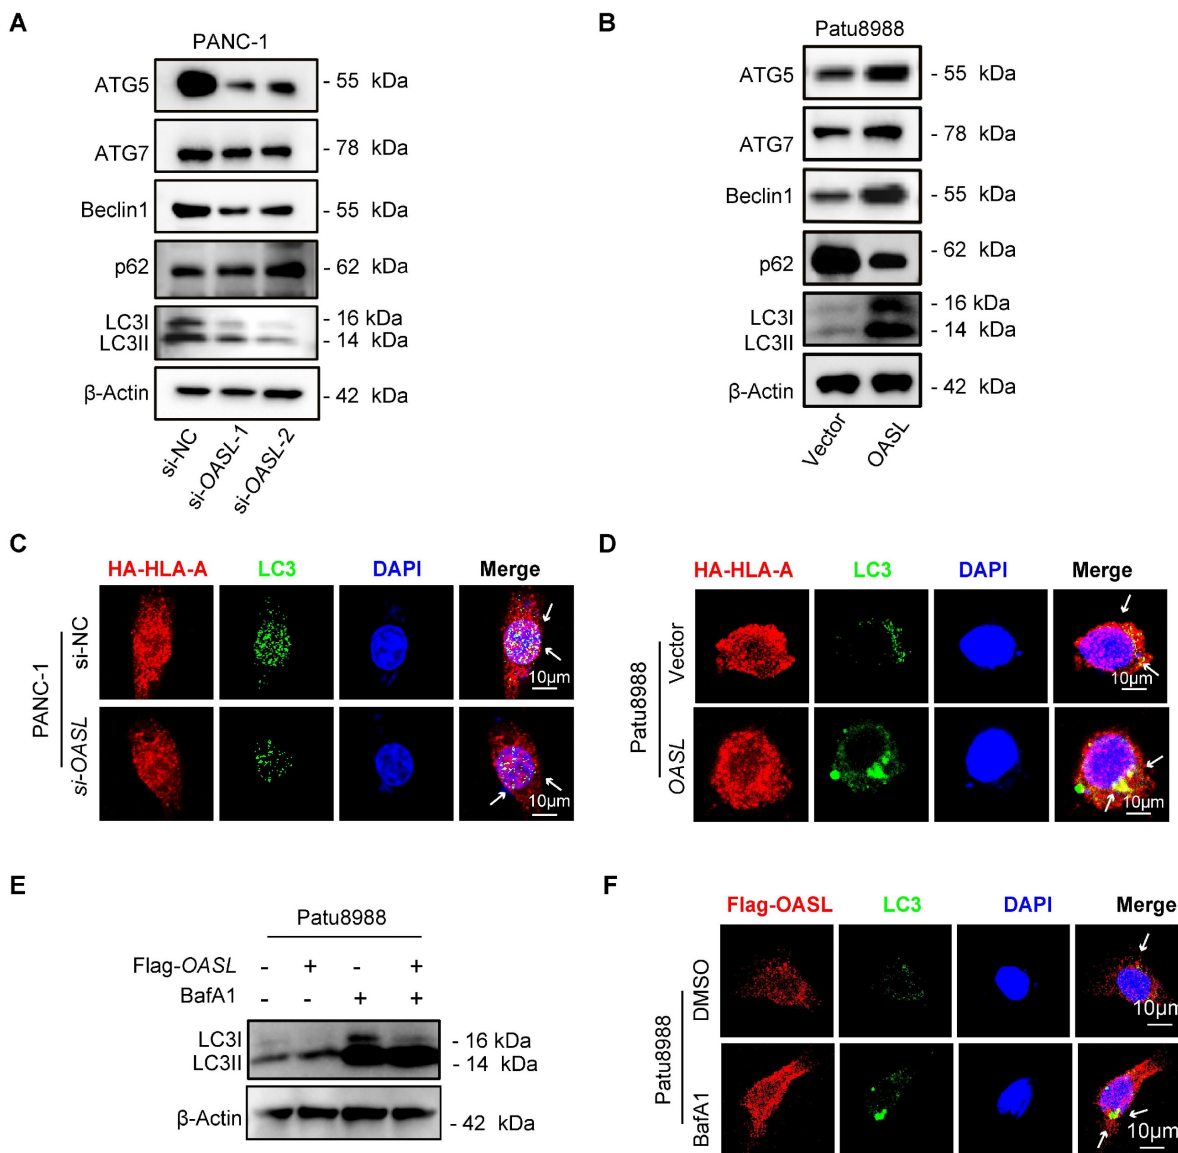 A
PANC-1
ATG5 - 55 kDa
ATG7 - 78 kDa
Beclin1 - 55 kDa
p62 - 62 kDa
LC3I - 16 kDa
LC3II - 14 kDa
β-Actin - 42 kDa
si-NC si-OASL-1 si-OASL-2
B
Patu8988
ATG5 - 55 kDa
ATG7 - 78 kDa
Beclin1 - 55 kDa
p62 - 62 kDa
LC3I - 16 kDa
LC3II - 14 kDa
β-Actin - 42 kDa
Vector OASL
C
HA-HLA-A LC3 DAPI Merge
PANC-1
si-NC
10µm
si-OASL
10µm
D
HA-HLA-A LC3 DAPI Merge
Patu8988
Vector
10µm
OASL
10µm
E
Patu8988
Flag-OASL - + - +
BafA1 - - + +
LC3I - 16 kDa
LC3II - 14 kDa
β-Actin - 42 kDa
F
Flag-OASL LC3 DAPI Merge
Patu8988
DMSO
10µm
BafA1
10µm